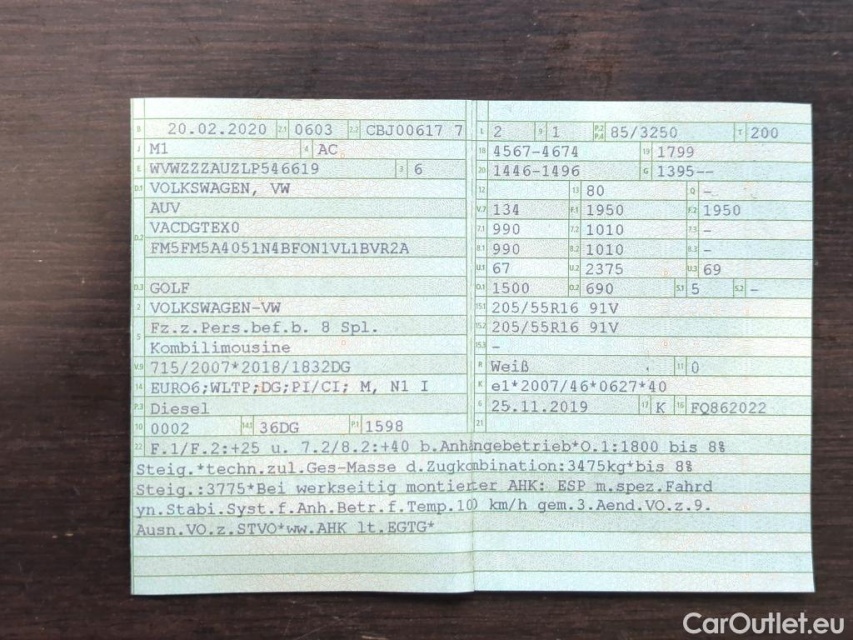 B 20.02.2020 2.1 0603 2.2 CBJ00617 7
J M1 4 AC
E WVWZZZAUZLP546619 3 6
D.1 VOLKSWAGEN, VW
AUV
D.2 VACDGTEX0
FM5FM5A4051N4BFON1VL1BVR2A
D.3 GOLF
2 VOLKSWAGEN-VW
5 Fz.z.Pers.bef.b. 8 Spl.
Kombilimousine
V.9 715/2007*2018/1832DG
14 EURO6;WLTP;DG;PI/CI; M, N1 I
P.3 Diesel
10 0002 14.1 36DG P.1 1598
L 2 9 1 P.2 P.4 85/3250 T 200
18 4567-4674 19 1799
20 1446-1496 G 1395--
12 13 80 Q -
V.7 134 F.1 1950 F.2 1950
7.1 990 7.2 1010 7.3 -
8.1 990 8.2 1010 8.3 -
U.1 67 U.2 2375 U.3 69
O.1 1500 O.2 690 S.1 5 S.2 -
15.1 205/55R16 91V
15.2 205/55R16 91V
15.3 -
R Weiß 11 0
K e1*2007/46*0627*40
6 25.11.2019 17 K 16 FQ862022
21
22 F.1/F.2:+25 u. 7.2/8.2:+40 b.Anhängebetrieb*O.1:1800 bis 8%
Steig.*techn.zul.Ges-Masse d.Zugkombination:3475kg*bis 8%
Steig.:3775*Bei werkseitig montierter AHK: ESP m.spez.Fahrd
yn.Stabi.Syst.f.Anh.Betr.f.Temp.100 km/h gem.3.Aend.VO.z.9.
Ausn.VO.z.STVO*ww.AHK lt.EGTG*
CarOutlet.eu